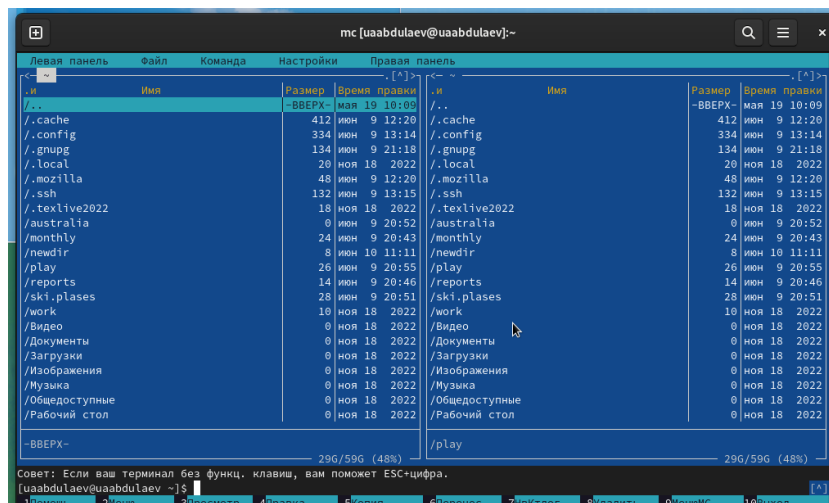 mc [uaabdulaev@uaabdulaev]:~
Левая панель Файл Команда Настройки Правая панель
<- ~ .[^]> <- ~ .[^]>
.и Имя Размер Время правки .и Имя Размер Время правки
/.. -ВВЕРХ- мая 19 10:09 /.. -ВВЕРХ- мая 19 10:09
/.cache 412 июн 9 12:20 /.cache 412 июн 9 12:20
/.config 334 июн 9 13:14 /.config 334 июн 9 13:14
/.gnupg 134 июн 9 21:18 /.gnupg 134 июн 9 21:18
/.local 20 ноя 18 2022 /.local 20 ноя 18 2022
/.mozilla 48 июн 9 12:20 /.mozilla 48 июн 9 12:20
/.ssh 132 июн 9 13:15 /.ssh 132 июн 9 13:15
/.texlive2022 18 ноя 18 2022 /.texlive2022 18 ноя 18 2022
/australia 0 июн 9 20:52 /australia 0 июн 9 20:52
/monthly 24 июн 9 20:43 /monthly 24 июн 9 20:43
/newdir 8 июн 10 11:11 /newdir 8 июн 10 11:11
/play 26 июн 9 20:55 /play 26 июн 9 20:55
/reports 14 июн 9 20:46 /reports 14 июн 9 20:46
/ski.plases 28 июн 9 20:51 /ski.plases 28 июн 9 20:51
/work 10 ноя 18 2022 /work 10 ноя 18 2022
/Видео 0 ноя 18 2022 /Видео 0 ноя 18 2022
/Документы 0 ноя 18 2022 /Документы 0 ноя 18 2022
/Загрузки 0 ноя 18 2022 /Загрузки 0 ноя 18 2022
/Изображения 0 ноя 18 2022 /Изображения 0 ноя 18 2022
/Музыка 0 ноя 18 2022 /Музыка 0 ноя 18 2022
/Общедоступные 0 ноя 18 2022 /Общедоступные 0 ноя 18 2022
/Рабочий стол 0 ноя 18 2022 /Рабочий стол 0 ноя 18 2022
-ВВЕРХ- /play
29G/59G (48%) 29G/59G (48%)
Совет: Если ваш терминал без функц. клавиш, вам поможет ESC+цифра.
[uaabdulaev@uaabdulaev ~]$ [^]